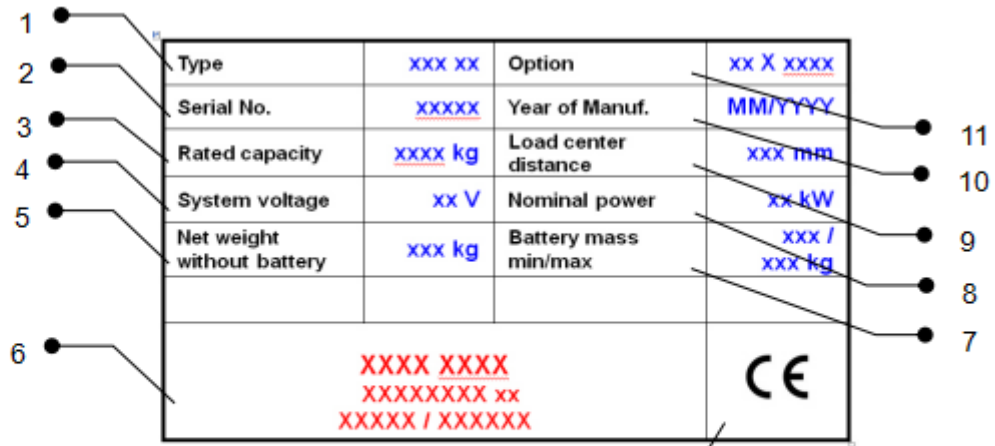 1
Type xxx xx Option xx X xxxx
2
Serial No. xxxxx Year of Manuf. MM/YYYY
3
Rated capacity xxxx kg Load center distance xxx mm
11
4
System voltage xx V Nominal power xx kW
10
5
Net weight without battery xxx kg Battery mass min/max xxx / xxx kg
9
8
7
6
XXXX XXXX
XXXXXXXX xx
XXXXX / XXXXXX
CE